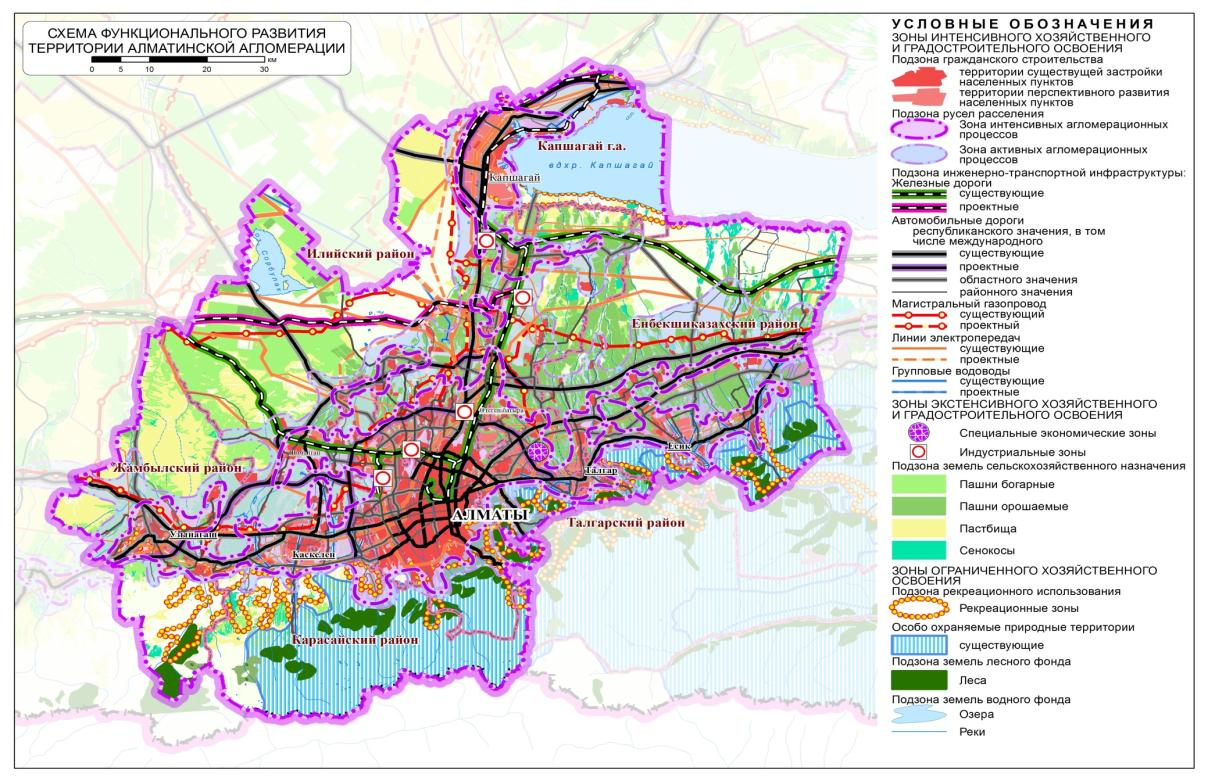 СХЕМА ФУНКЦИОНАЛЬНОГО РАЗВИТИЯ
ТЕРРИТОРИИ АЛМАТИНСКОЙ АГЛОМЕРАЦИИ
км
0 5 10 20 30
Капшагай г.а.
вдхр. Капшагай
Капшагай
Илийский район
Сорбулак
Енбекшиказахский район
Жамбылский район
Есик
Талгар
АЛМАТЫ
Талгарский район
Узынагаш
Каскелен
Карасайский район
УСЛОВНЫЕ ОБОЗНАЧЕНИЯ
ЗОНЫ ИНТЕНСИВНОГО ХОЗЯЙСТВЕННОГО
И ГРАДОСТРОИТЕЛЬНОГО ОСВОЕНИЯ
Подзона гражданского строительства
территории существущей застройки
населенных пунктов
территории перспективного развития
населенных пунктов
Подзона русел расселения
Зона интенсивных агломерационных
процессов
Зона активных агломерационных
процессов
Подзона инженерно-транспортной инфраструктуры:
Железные дороги
существующие
проектные
Автомобильные дороги
республиканского значения, в том
числе международного
существующие
проектные
областного значения
районного значения
Магистральный газопровод
существующий
проектный
Линии электропередач
существующие
проектные
Групповые водоводы
существующие
проектные
ЗОНЫ ЭКСТЕНСИВНОГО ХОЗЯЙСТВЕННОГО
И ГРАДОСТРОИТЕЛЬНОГО ОСВОЕНИЯ
Специальные экономические зоны
Индустриальные зоны
Подзона земель сельскохозяйственного назначения
Пашни богарные
Пашни орошаемые
Пастбища
Сенокосы
ЗОНЫ ОГРАНИЧЕННОГО ХОЗЯЙСТВЕННОГО
ОСВОЕНИЯ
Подзона рекреационного использования
Рекреационные зоны
Особо охраняемые природные территории
существующие
Подзона земель лесного фонда
Леса
Подзона земель водного фонда
Озера
Реки